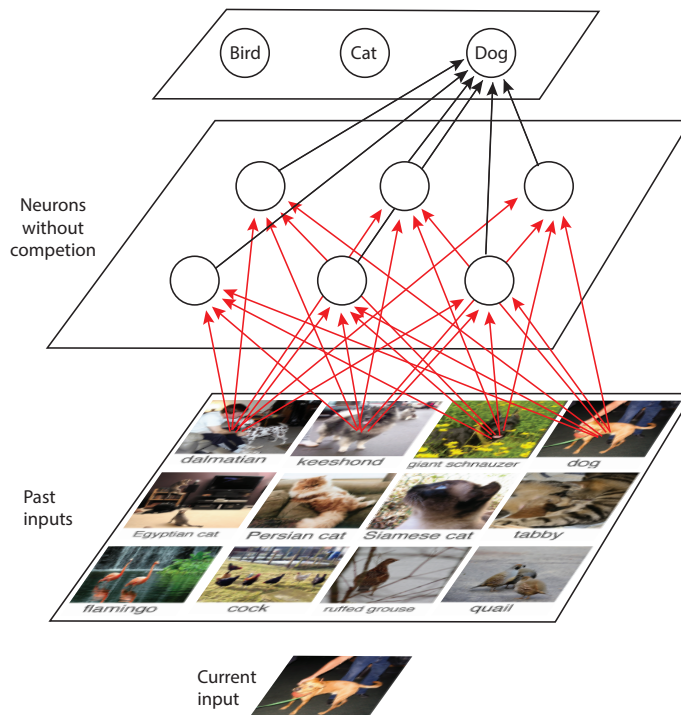 Bird Cat Dog
Neurons
without
competion
dalmatian keeshond giant schnauzer dog
Past
inputs
Egyptian cat Persian cat Siamese cat tabby
flamingo cock ruffed grouse quail
Current
input